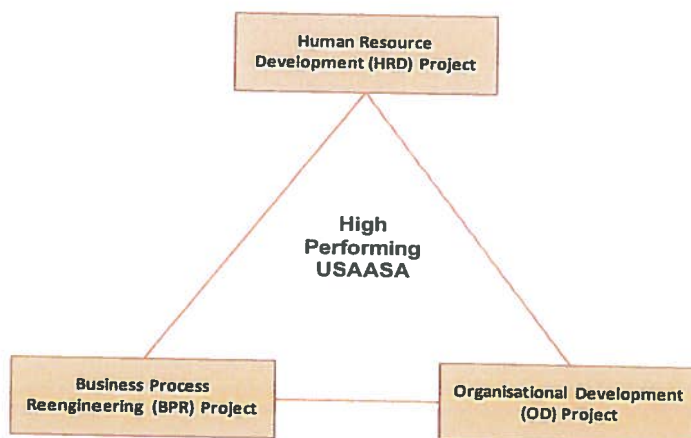 Human Resource
Development (HRD) Project
High
Performing
USAASA
Business Process
Reengineering (BPR) Project
Organisational Development
(OD) Project